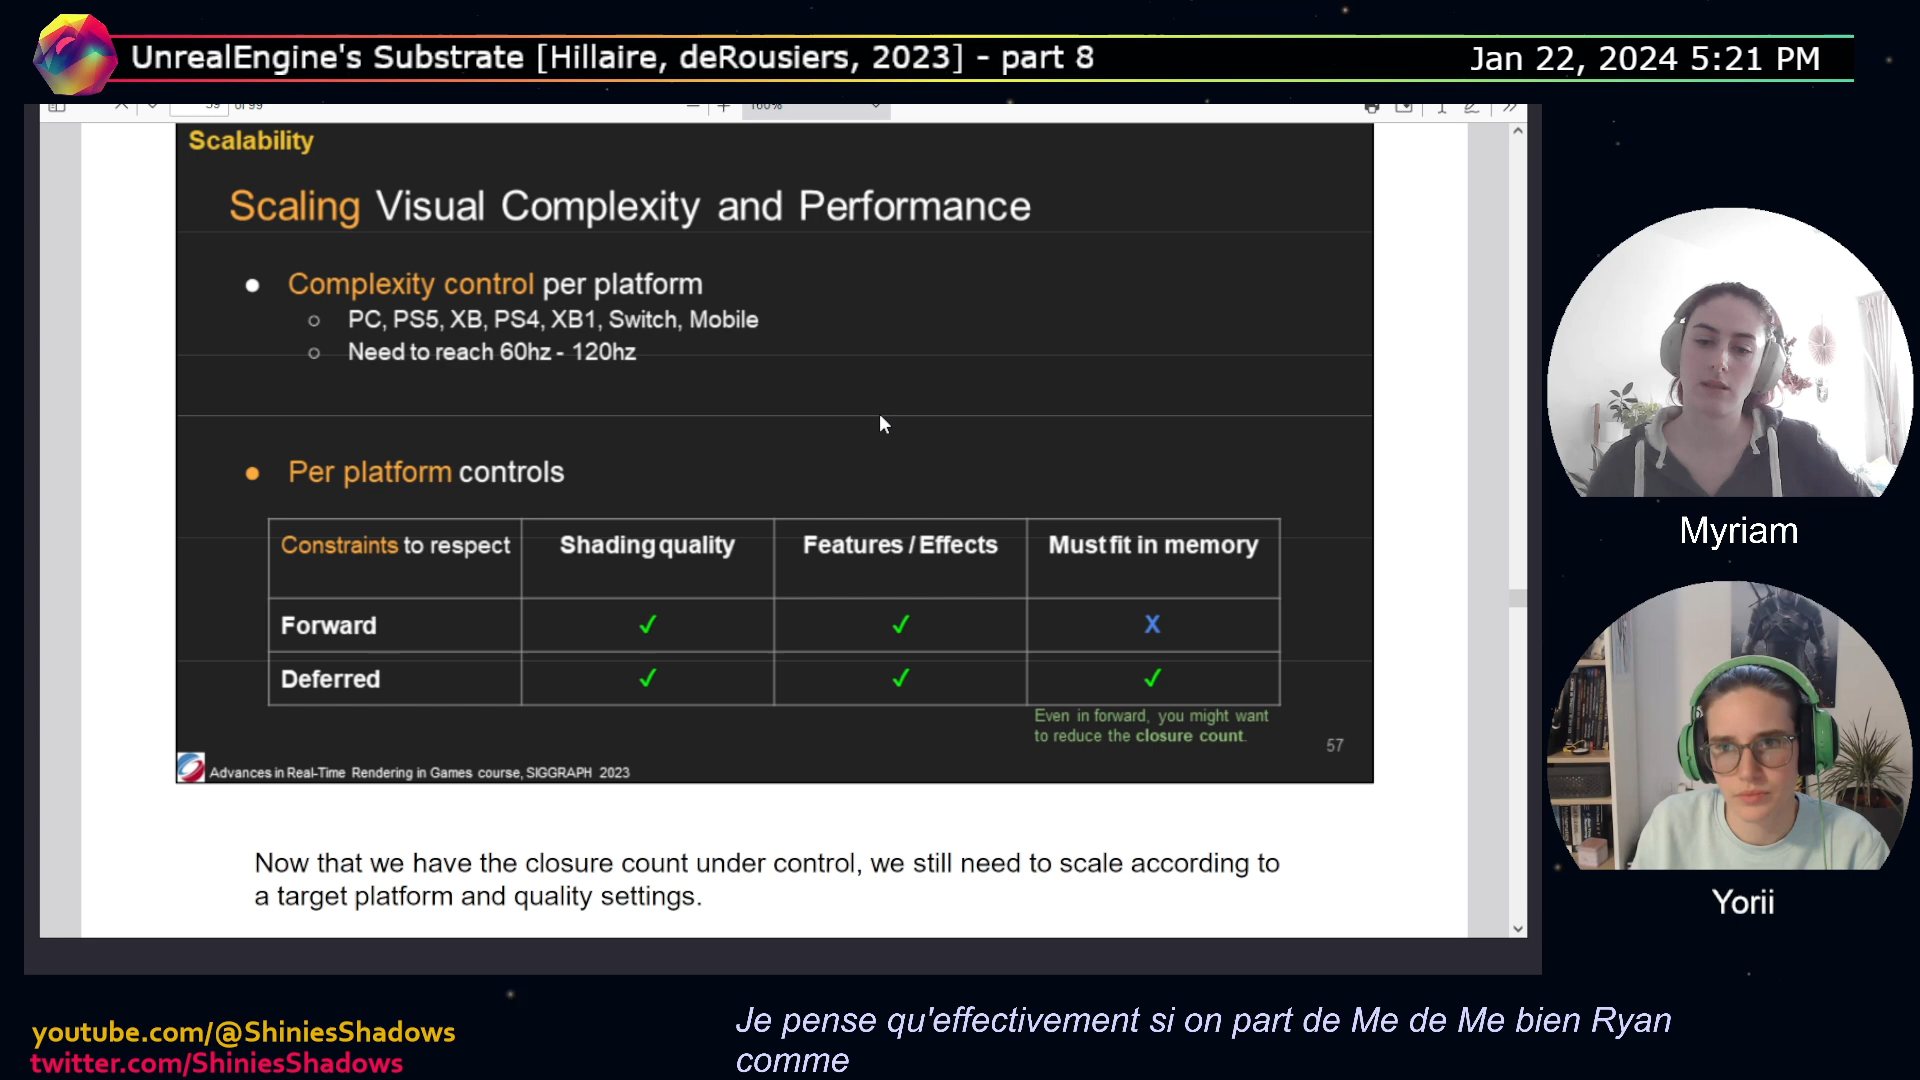 UnrealEngine's Substrate [Hillaire, deRousiers, 2023] - part 8
Jan 22, 2024 5:21 PM
59 of 99
160%
Scalability
Scaling Visual Complexity and Performance
Complexity control per platform
PC, PS5, XB, PS4, XB1, Switch, Mobile
Need to reach 60hz - 120hz
Per platform controls
Constraints to respect Shading quality Features / Effects Must fit in memory
Forward ✓ ✓ X
Deferred ✓ ✓ ✓
Even in forward, you might want
to reduce the closure count.
57
Advances in Real-Time Rendering in Games course, SIGGRAPH 2023
Now that we have the closure count under control, we still need to scale according to
a target platform and quality settings.
Myriam
Yorii
youtube.com/@ShiniesShadows
twitter.com/ShiniesShadows
Je pense qu'effectivement si on part de Me de Me bien Ryan
comme